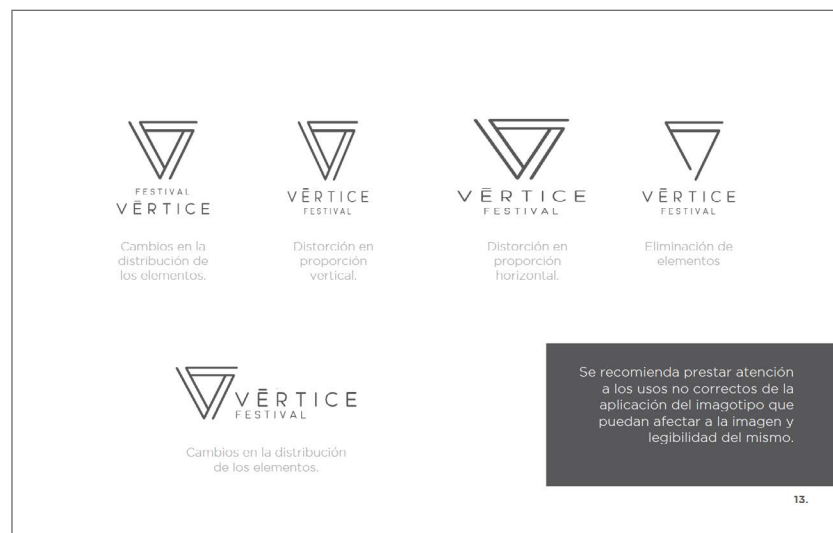 FESTIVAL
VĒRTICE
Cambios en la
distribución de
los elementos.
VĒRTICE
FESTIVAL
Distorción en
proporción
vertical.
VĒRTICE
FESTIVAL
Distorción en
proporción
horizontal.
VĒRTICE
FESTIVAL
Eliminación de
elementos
VĒRTICE
FESTIVAL
Cambios en la distribución
de los elementos.
Se recomienda prestar atención
a los usos no correctos de la
aplicación del imagotipo que
puedan afectar a la imagen y
legibilidad del mismo.
13.